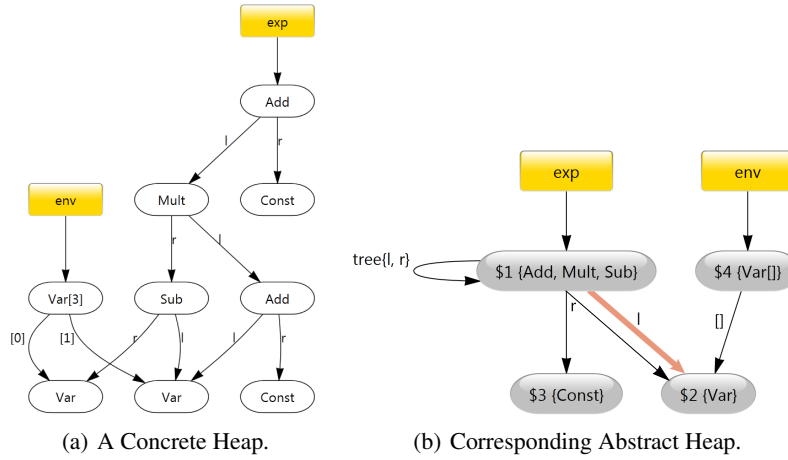 exp
Add
l
r
env
Mult
Const
r
l
Var[3]
Sub
Add
[0]
[1]
r
l
l
r
Var
Var
Const
(a) A Concrete Heap.
exp
env
tree{l, r}
$1 {Add, Mult, Sub}
$4 {Var[]}
r
l
[]
$3 {Const}
$2 {Var}
(b) Corresponding Abstract Heap.